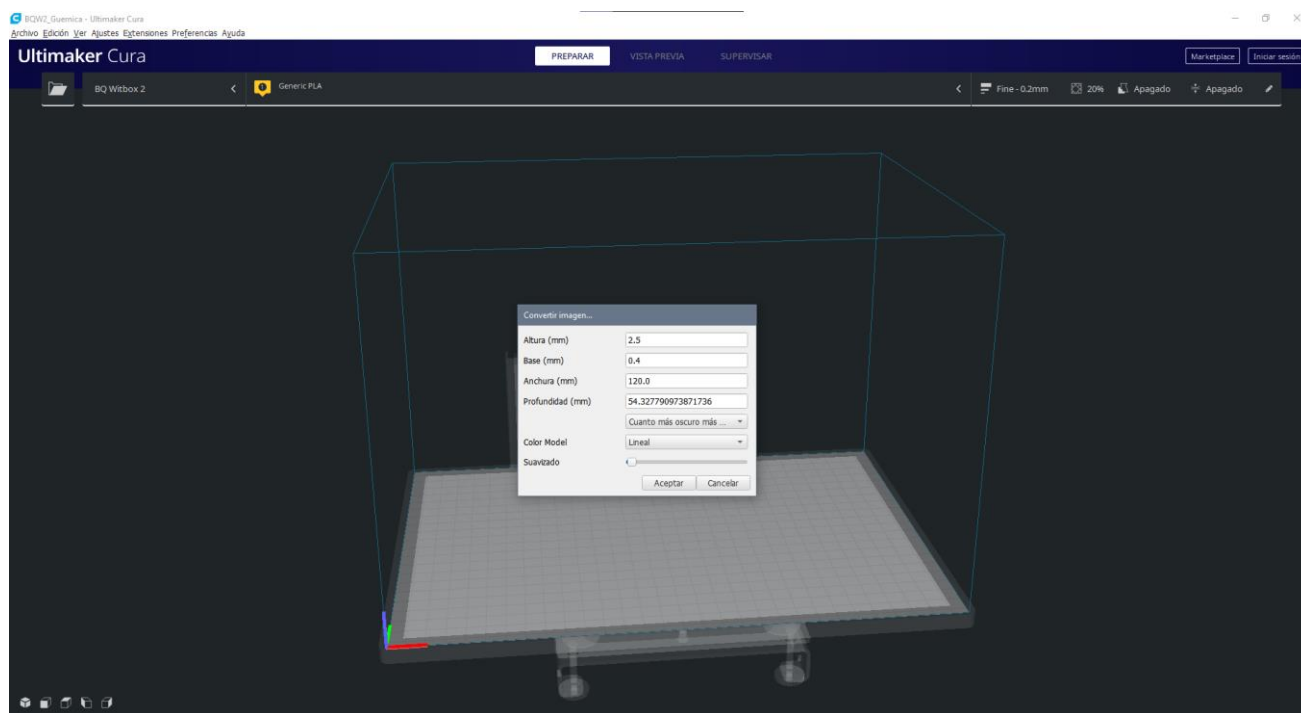 BQW2_Guernica - Ultimaker Cura
Archivo Edición Ver Ajustes Extensiones Preferencias Ayuda
Ultimaker Cura PREPARAR VISTA PREVIA SUPERVISAR Marketplace Iniciar sesión
BQ Witbox 2 Generic PLA Fine - 0.2mm 20% Apagado Apagado
Convertir imagen...
Altura (mm) 2.5
Base (mm) 0.4
Anchura (mm) 120.0
Profundidad (mm) 54.327790973871736
Cuanto más oscuro más ...
Color Model Lineal
Suavizado
Aceptar Cancelar